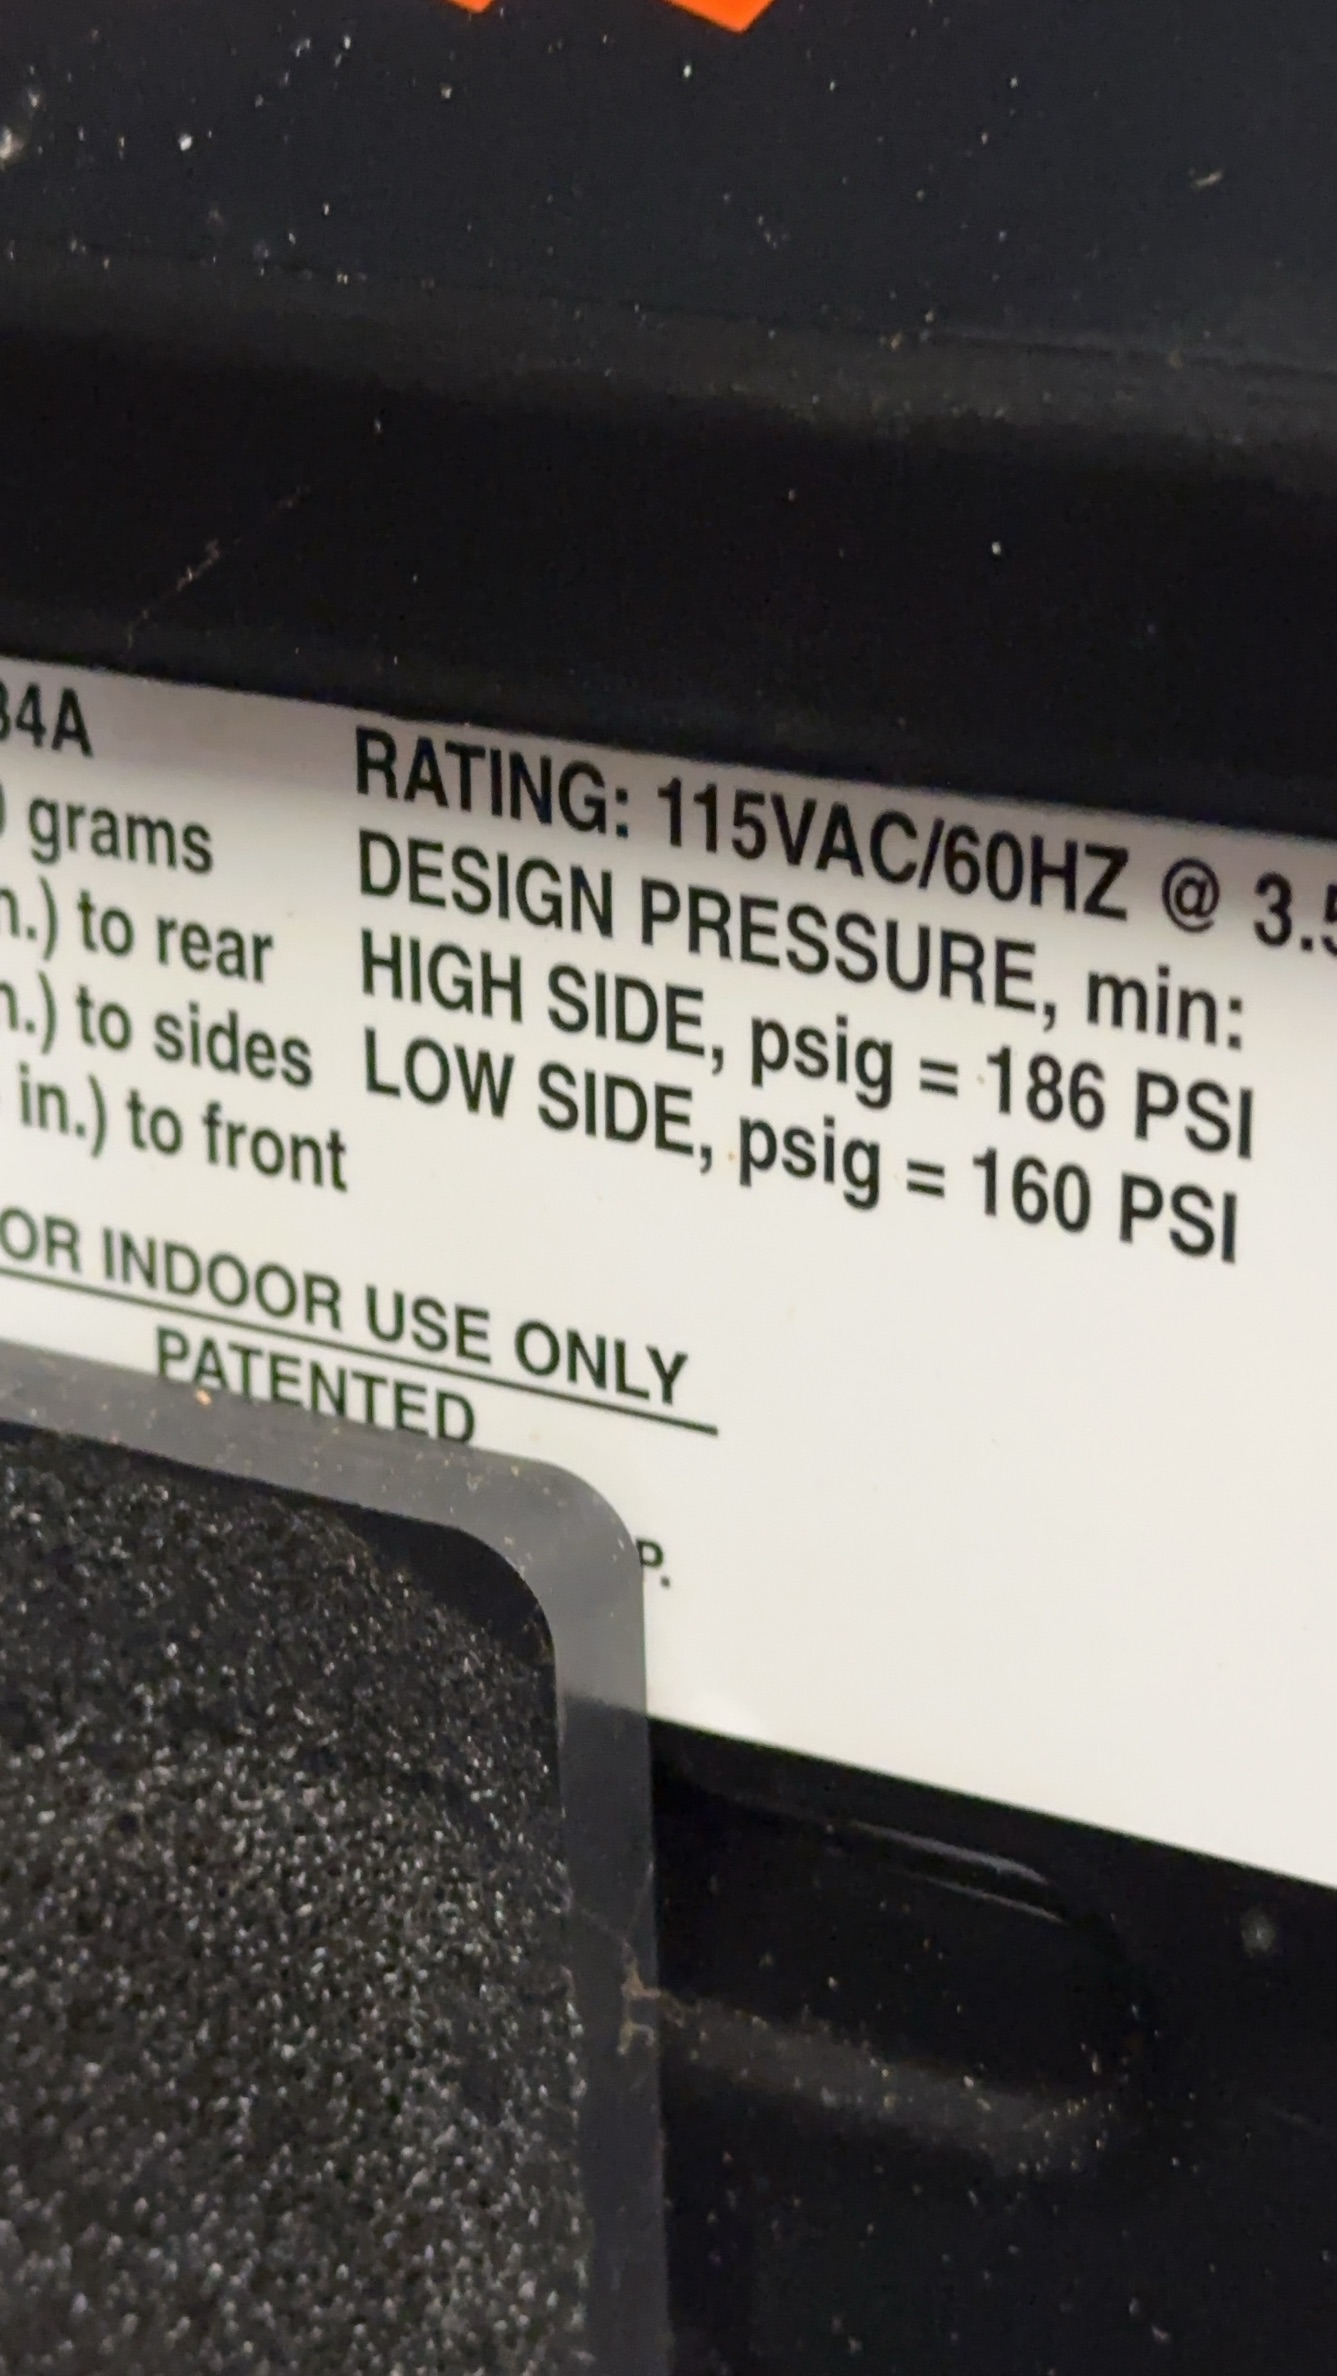 34A
grams
n.) to rear
n.) to sides
in.) to front
RATING: 115VAC/60HZ @ 3.5
DESIGN PRESSURE, min:
HIGH SIDE, psig = 186 PSI
LOW SIDE, psig = 160 PSI
OR INDOOR USE ONLY
PATENTED
P.